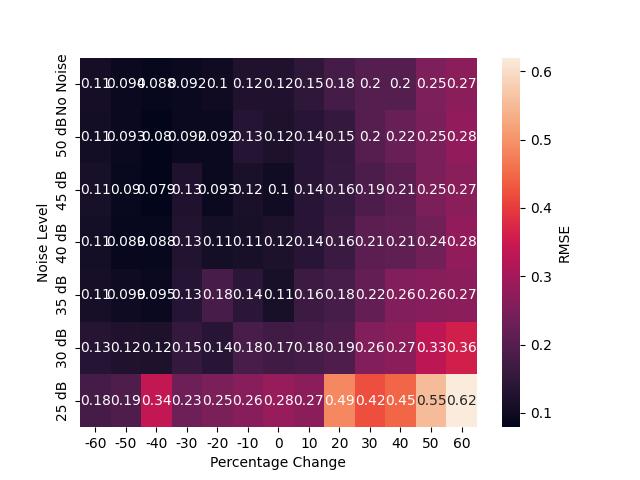 No Noise 0.11 0.094 0.088 0.092 0.1 0.12 0.12 0.15 0.18 0.2 0.2 0.25 0.27
50 dB 0.11 0.093 0.08 0.092 0.13 0.12 0.14 0.15 0.2 0.22 0.25 0.28
45 dB 0.11 0.09 0.079 0.13 0.093 0.12 0.1 0.14 0.16 0.19 0.21 0.25 0.27
40 dB 0.11 0.088 0.13 0.11 0.11 0.12 0.14 0.16 0.21 0.21 0.24 0.28
35 dB 0.11 0.095 0.13 0.18 0.14 0.11 0.16 0.18 0.22 0.26 0.26 0.27
30 dB 0.13 0.12 0.12 0.15 0.14 0.18 0.17 0.18 0.19 0.26 0.27 0.33 0.36
25 dB 0.18 0.19 0.34 0.23 0.25 0.26 0.28 0.27 0.49 0.42 0.45 0.55 0.62
-60 -50 -40 -30 -20 -10 0 10 20 30 40 50 60
Percentage Change
Noise Level
0.6
0.5
0.4
0.3
0.2
0.1
RMSE